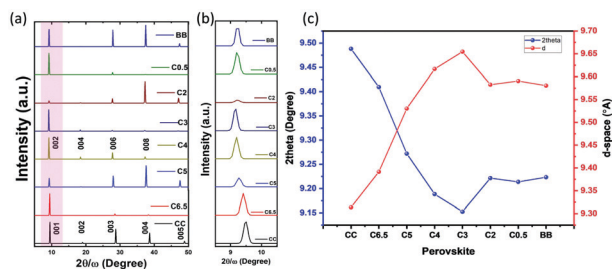 (a)
Intensity (a.u.)
BB
C0.5
C2
C3
002 004 006 008
C4
C5
C6.5
001 002 003 004 005
CC
10 20 30 40 50
2θ/ω (Degree)
(b)
Intensity (a.u.)
BB
C0.5
C2
C3
C4
C5
C6.5
CC
9 10
2θ/ω (Degree)
(c)
2theta
d
2theta (Degree)
9.50
9.45
9.40
9.35
9.30
9.25
9.20
9.15
d-space (°A)
9.70
9.65
9.60
9.55
9.50
9.45
9.40
9.35
9.30
CC C6.5 C5 C4 C3 C2 C0.5 BB
Perovskite